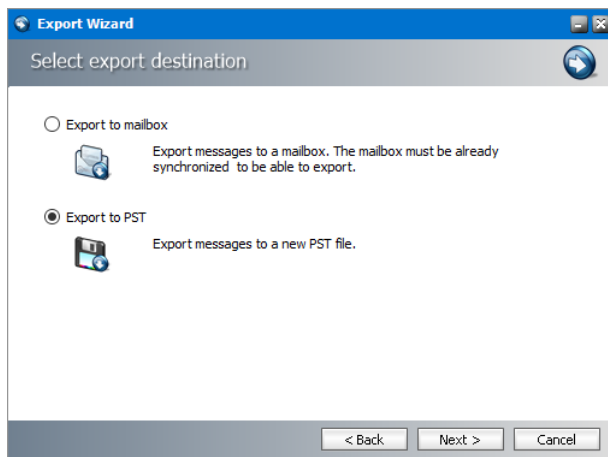 Export Wizard
Select export destination
Export to mailbox
Export messages to a mailbox. The mailbox must be already
synchronized to be able to export.
Export to PST
Export messages to a new PST file.
< Back
Next >
Cancel